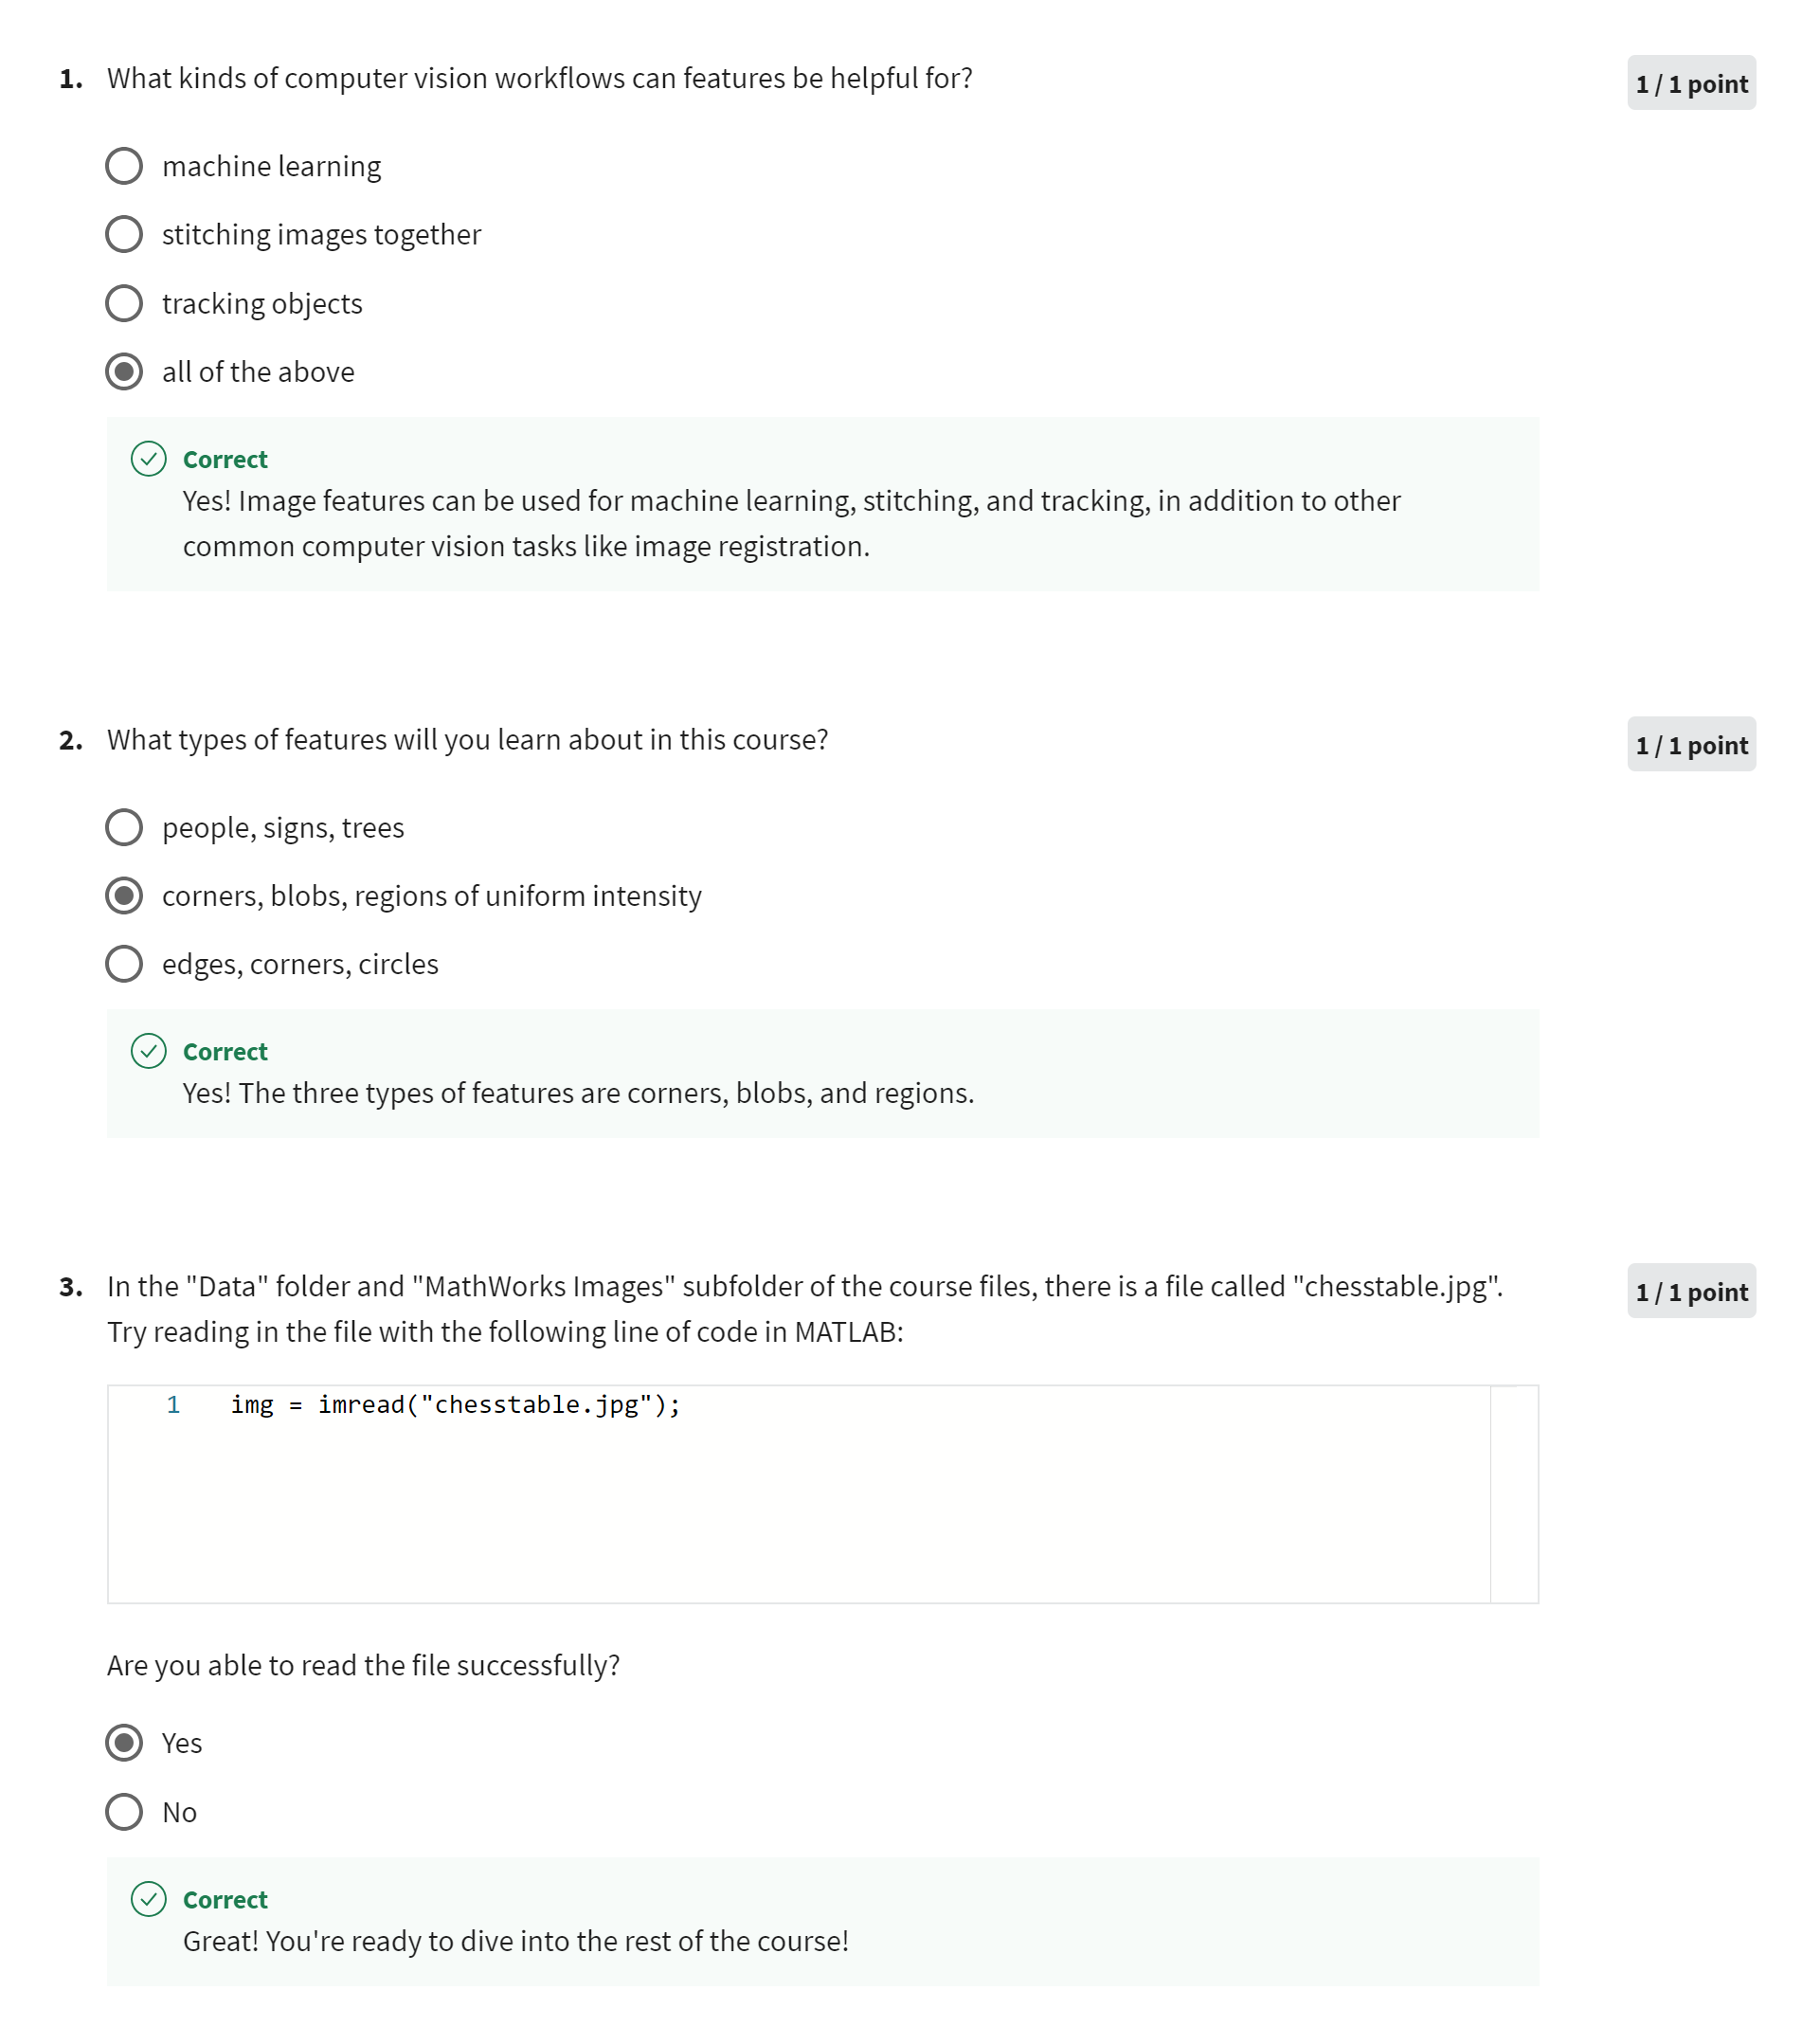 1. What kinds of computer vision workflows can features be helpful for?
1 / 1 point
machine learning
stitching images together
tracking objects
all of the above
Correct
Yes! Image features can be used for machine learning, stitching, and tracking, in addition to other
common computer vision tasks like image registration.
2. What types of features will you learn about in this course?
1 / 1 point
people, signs, trees
corners, blobs, regions of uniform intensity
edges, corners, circles
Correct
Yes! The three types of features are corners, blobs, and regions.
3. In the "Data" folder and "MathWorks Images" subfolder of the course files, there is a file called "chesstable.jpg".
1 / 1 point
Try reading in the file with the following line of code in MATLAB:
1 img = imread("chesstable.jpg");
Are you able to read the file successfully?
Yes
No
Correct
Great! You're ready to dive into the rest of the course!